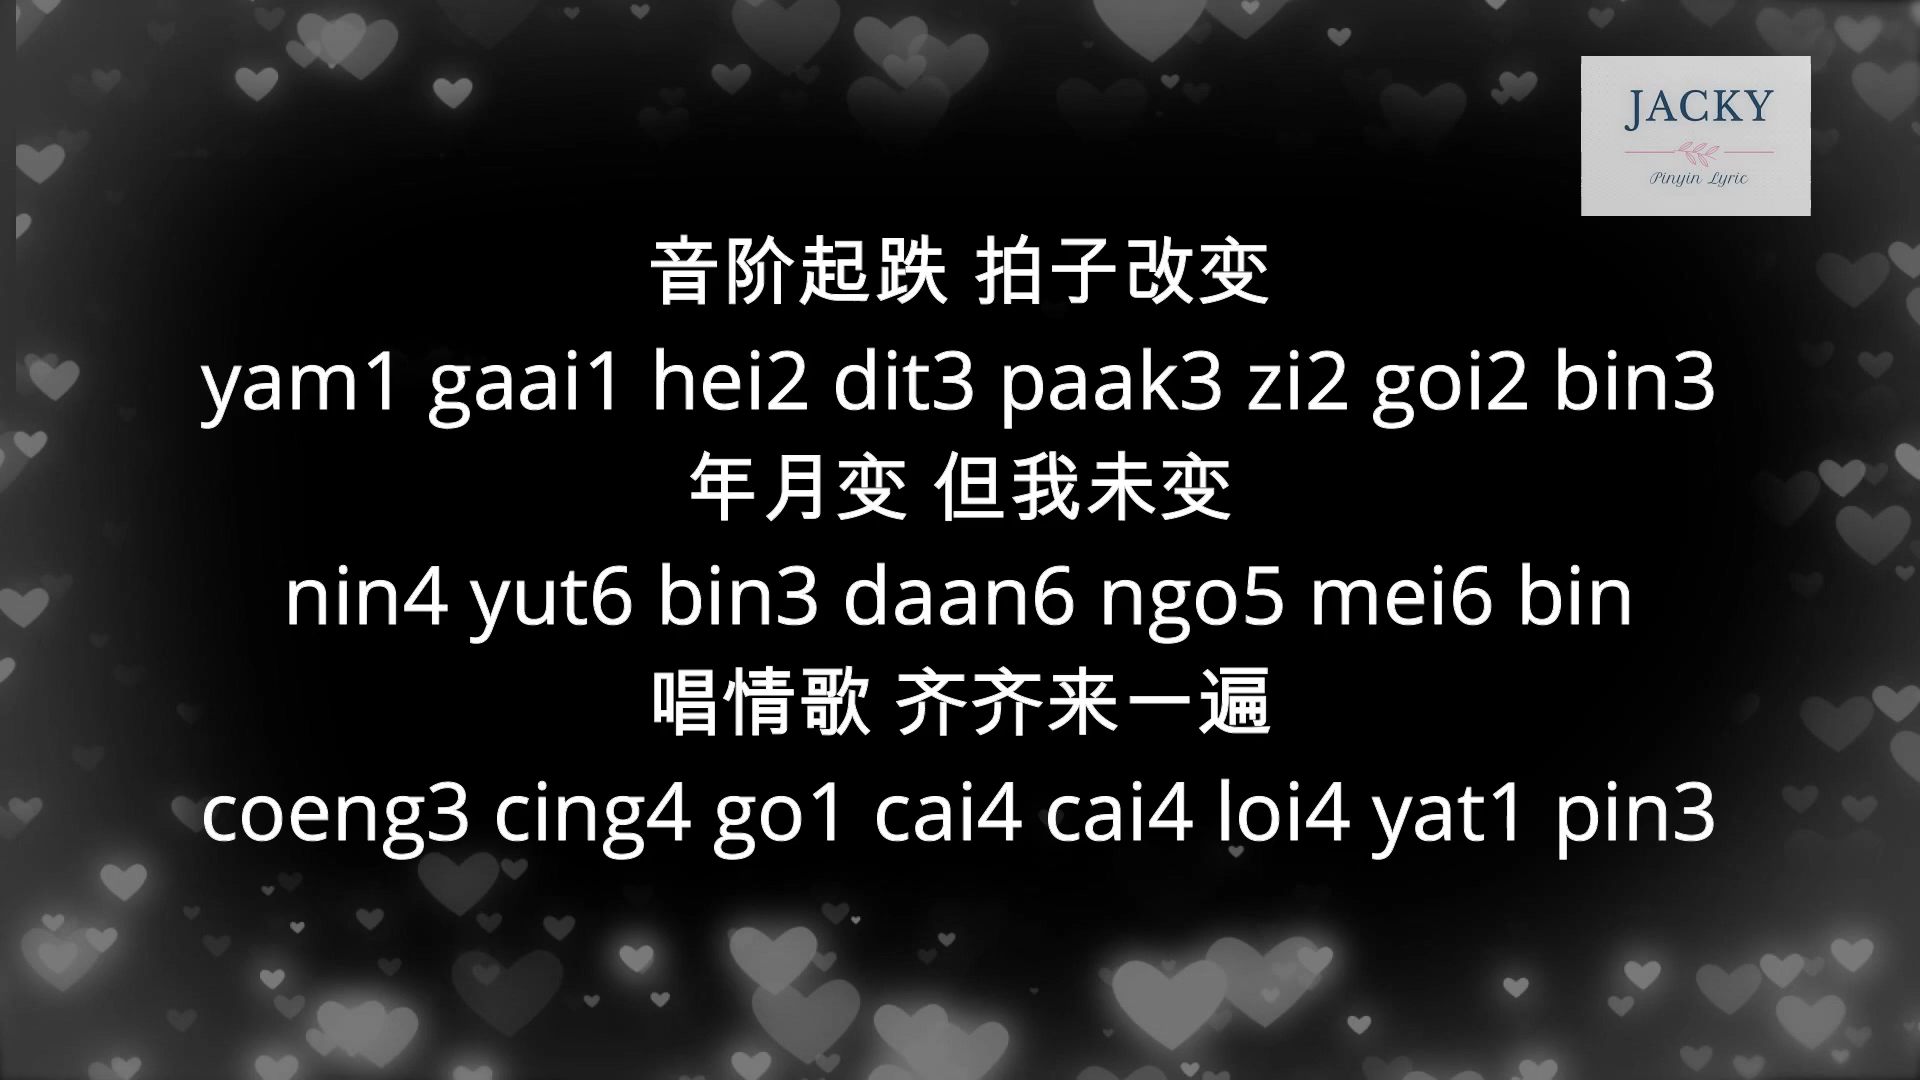 JACKY
Pinyin Lyric
音阶起跌 拍子改变
yam1 gaai1 hei2 dit3 paak3 zi2 goi2 bin3
年月变 但我未变
nin4 yut6 bin3 daan6 ngo5 mei6 bin
唱情歌 齐齐来一遍
coeng3 cing4 go1 cai4 cai4 loi4 yat1 pin3